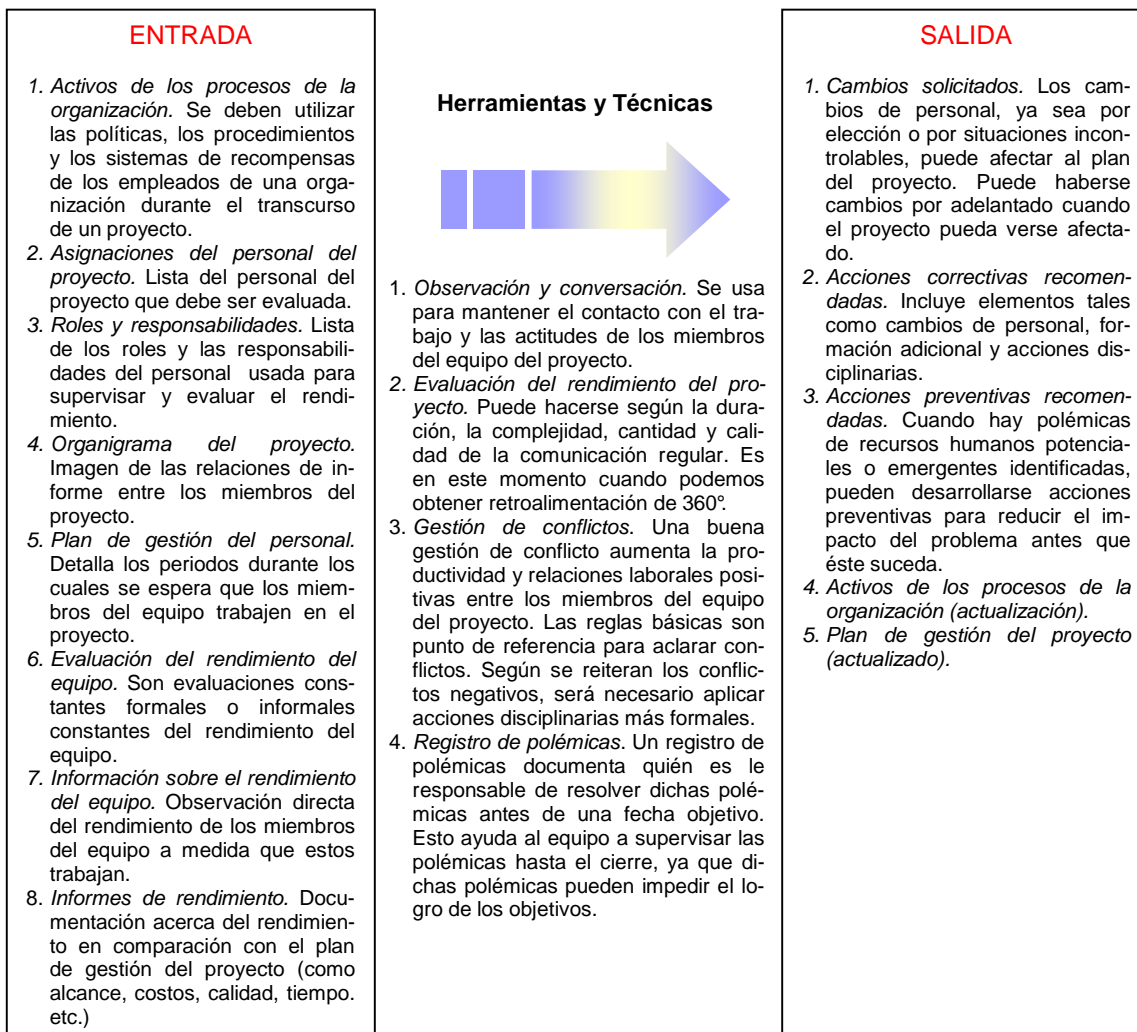 ENTRADA
1. Activos de los procesos de la
organización. Se deben utilizar
las políticas, los procedimientos
y los sistemas de recompensas
de los empleados de una orga-
nización durante el transcurso
de un proyecto.
2. Asignaciones del personal del
proyecto. Lista del personal del
proyecto que debe ser evaluada.
3. Roles y responsabilidades. Lista
de los roles y las responsabili-
dades del personal usada para
supervisar y evaluar el rendi-
miento.
4. Organigrama del proyecto.
Imagen de las relaciones de in-
forme entre los miembros del
proyecto.
5. Plan de gestión del personal.
Detalla los periodos durante los
cuales se espera que los miem-
bros del equipo trabajen en el
proyecto.
6. Evaluación del rendimiento del
equipo. Son evaluaciones cons-
tantes formales o informales
constantes del rendimiento del
equipo.
7. Información sobre el rendimiento
del equipo. Observación directa
del rendimiento de los miembros
del equipo a medida que estos
trabajan.
8. Informes de rendimiento. Docu-
mentación acerca del rendimien-
to en comparación con el plan
de gestión del proyecto (como
alcance, costos, calidad, tiempo.
etc.)
Herramientas y Técnicas
1. Observación y conversación. Se usa
para mantener el contacto con el tra-
bajo y las actitudes de los miembros
del equipo del proyecto.
2. Evaluación del rendimiento del pro-
yecto. Puede hacerse según la dura-
ción, la complejidad, cantidad y cali-
dad de la comunicación regular. Es
en este momento cuando podemos
obtener retroalimentación de 360°.
3. Gestión de conflictos. Una buena
gestión de conflicto aumenta la pro-
ductividad y relaciones laborales posi-
tivas entre los miembros del equipo
del proyecto. Las reglas básicas son
punto de referencia para aclarar con-
flictos. Según se reiteran los conflic-
tos negativos, será necesario aplicar
acciones disciplinarias más formales.
4. Registro de polémicas. Un registro de
polémicas documenta quién es le
responsable de resolver dichas polé-
micas antes de una fecha objetivo.
Esto ayuda al equipo a supervisar las
polémicas hasta el cierre, ya que di-
chas polémicas pueden impedir el lo-
gro de los objetivos.
SALIDA
1. Cambios solicitados. Los cam-
bios de personal, ya sea por
elección o por situaciones incon-
trolables, puede afectar al plan
del proyecto. Puede haberse
cambios por adelantado cuando
el proyecto pueda verse afecta-
do.
2. Acciones correctivas recomen-
dadas. Incluye elementos tales
como cambios de personal, for-
mación adicional y acciones dis-
ciplinarias.
3. Acciones preventivas recomen-
dadas. Cuando hay polémicas
de recursos humanos potencia-
les o emergentes identificadas,
pueden desarrollarse acciones
preventivas para reducir el im-
pacto del problema antes que
éste suceda.
4. Activos de los procesos de la
organización (actualización).
5. Plan de gestión del proyecto
(actualizado).